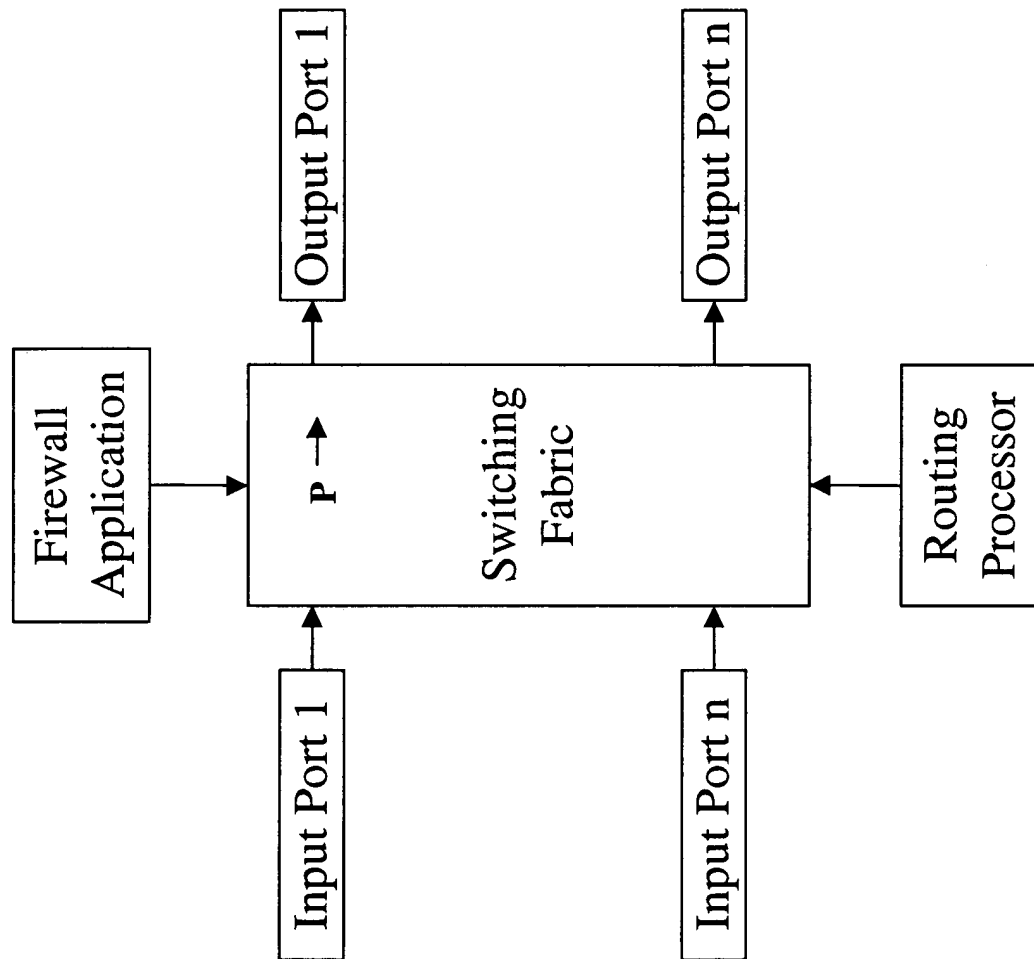 Firewall
Application
Input Port 1
P
Output Port 1
Switching
Fabric
Input Port n
Output Port n
Routing
Processor